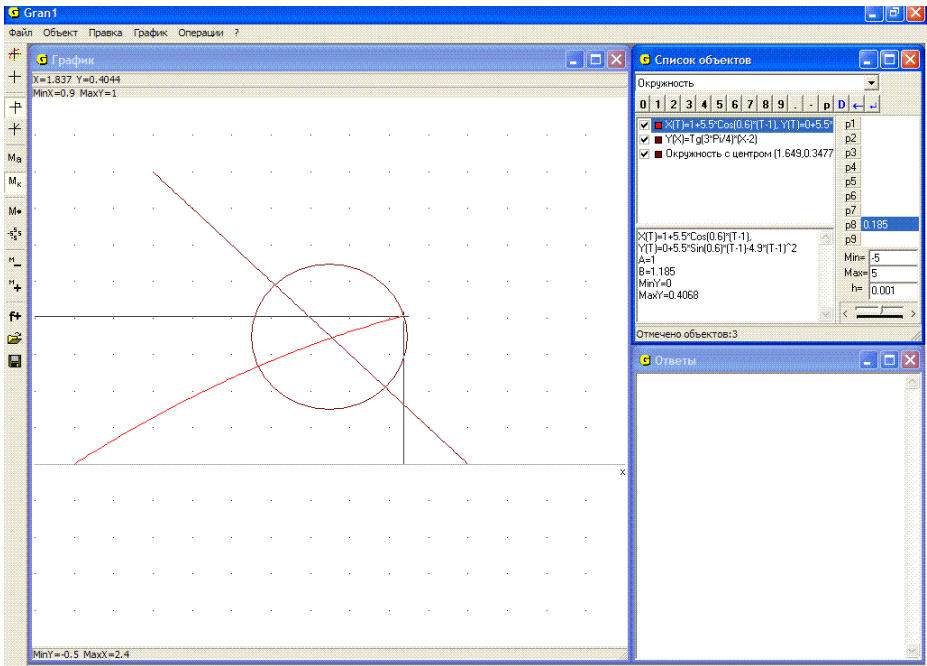 Gran1
Файл Объект Правка График Операции ?
График
X=1.837 Y=0.4044
MinX=0.9 MaxY=1
x
MinY=-0.5 MaxX=2.4
Ma
Mк
M
M
M
f+
Список объектов
Окружность
0 1 2 3 4 5 6 7 8 9 . - p D ← ↵
X(T)=1+5.5*Cos(0.6)*(T-1), Y(T)=0+5.5*
Y(X)=Tg(3*Pi/4)*(X-2)
Окружность с центром (1.649,0.3477
p1
p2
p3
p4
p5
p6
p7
p8 0.185
p9
X(T)=1+5.5*Cos(0.6)*(T-1),
Y(T)=0+5.5*Sin(0.6)*(T-1)-4.9*(T-1)^2
A=1
B=1.185
MinY=0
MaxY=0.4068
Min= -5
Max= 5
h= 0.001
Отмечено объектов:3
Ответы